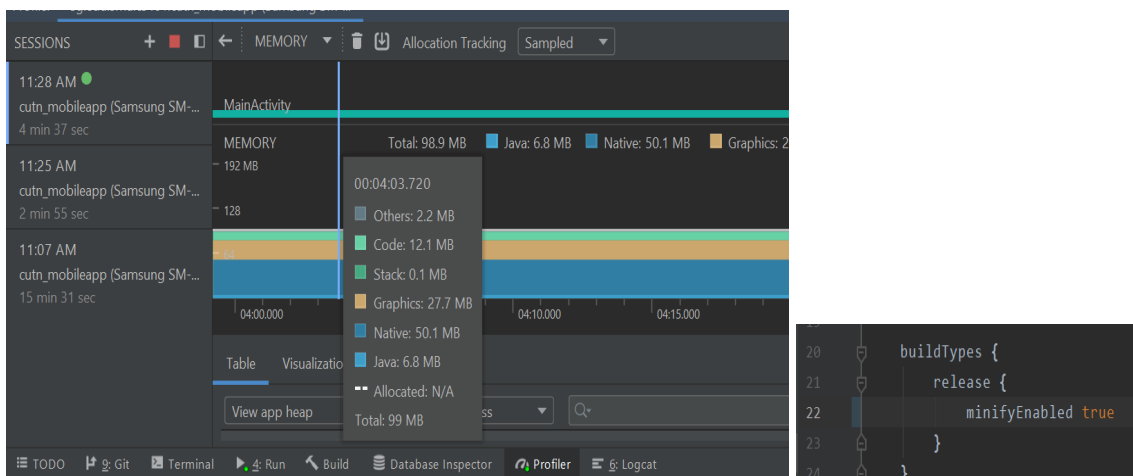 SESSIONS
MEMORY
Allocation Tracking
Sampled
11:28 AM
cutn_mobileapp (Samsung SM-...
4 min 37 sec
11:25 AM
cutn_mobileapp (Samsung SM-...
2 min 55 sec
11:07 AM
cutn_mobileapp (Samsung SM-...
15 min 31 sec
MainActivity
MEMORY
Total: 98.9 MB
Java: 6.8 MB
Native: 50.1 MB
Graphics: 2
192 MB
128
64
00:04:03.720
Others: 2.2 MB
Code: 12.1 MB
Stack: 0.1 MB
Graphics: 27.7 MB
Native: 50.1 MB
Java: 6.8 MB
Allocated: N/A
Total: 99 MB
04:00.000
04:10.000
04:15.000
Table
Visualizatio
View app heap
ss
TODO
9: Git
Terminal
4: Run
Build
Database Inspector
Profiler
6: Logcat
20 buildTypes {
21 release {
22 minifyEnabled true
23 }
24 }